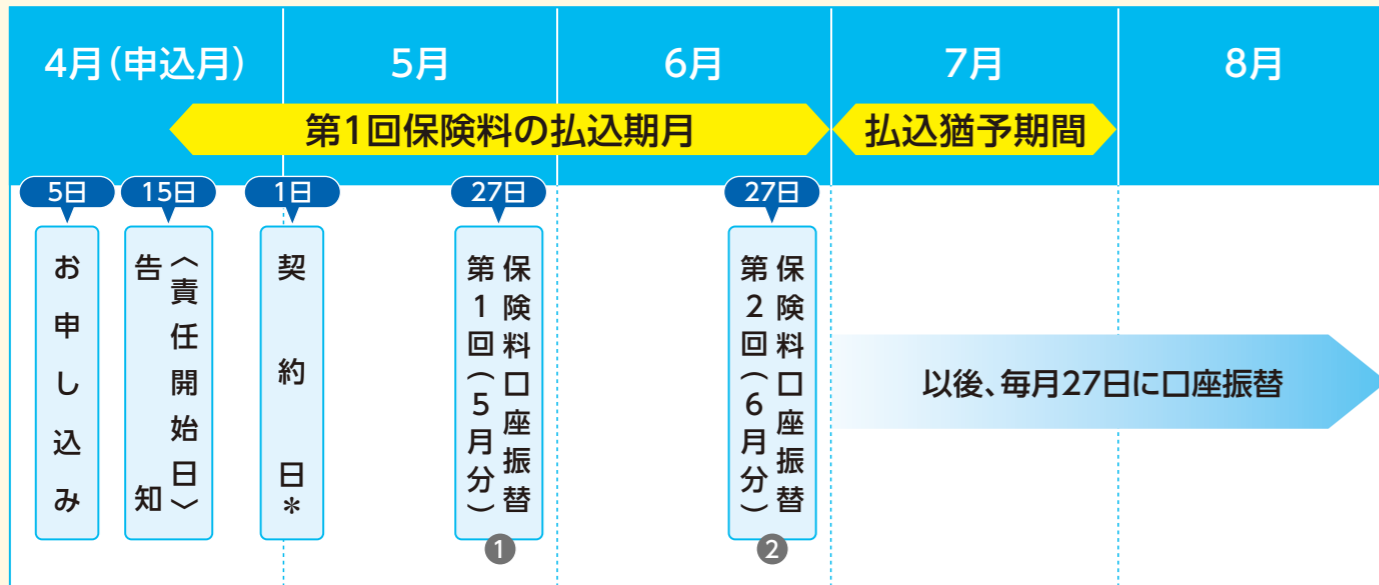 4月（申込月）
5月
6月
7月
8月
第1回保険料の払込期月
払込猶予期間
5日
15日
1日
27日
27日
お申し込み
告知
〈責任開始日〉
契約日＊
保険料口座振替
第1回（5月分）
1
保険料口座振替
第2回（6月分）
2
以後、毎月27日に口座振替